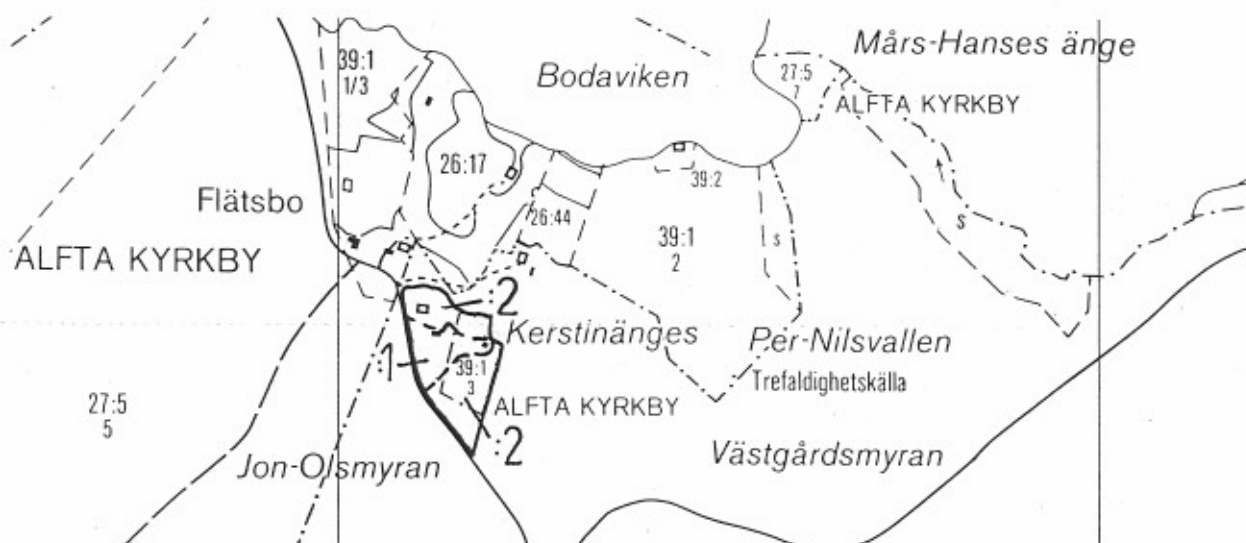 Mårs-Hanses änge
39:1
1/3
Bodaviken
27:5
7
ALFTA KYRKBY
26:17
39:2
Flätsbo
26:44
39:1
2
s
s
ALFTA KYRKBY
:2
Kerstinänges
Per-Nilsvallen
:1
39:1
3
Trefaldighetskälla
27:5
5
ALFTA KYRKBY
:2
Västgårdsmyran
Jon-Olsmyran